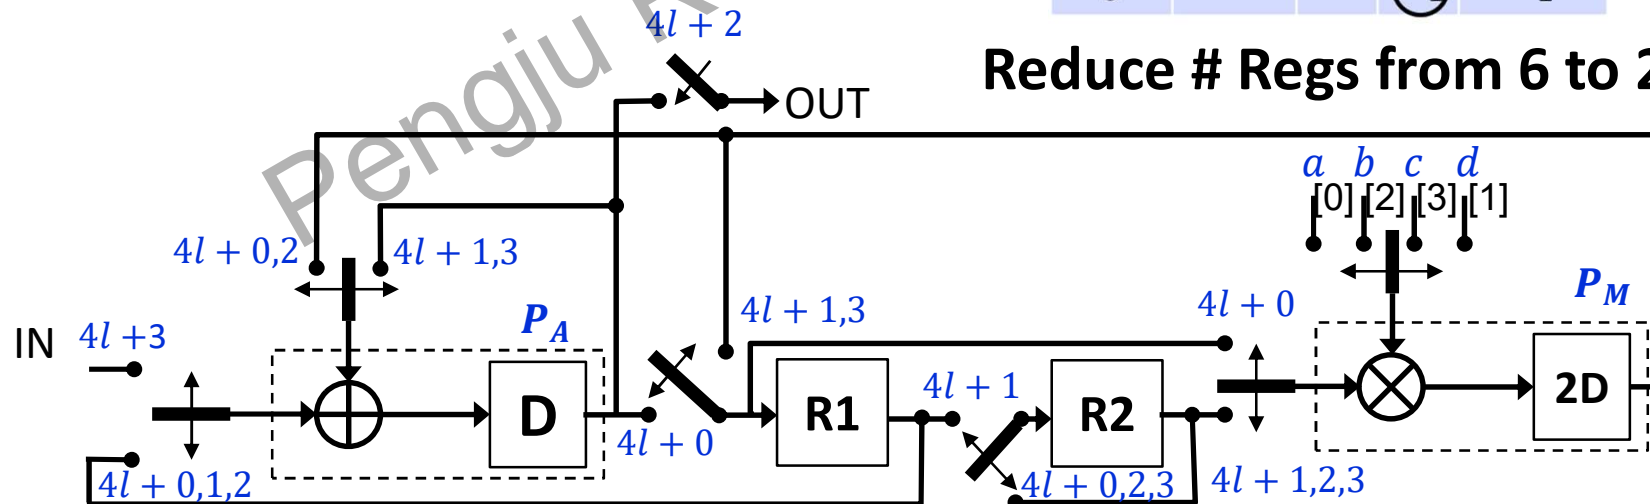 4l + 2
Reduce # Regs from 6 to 2
OUT
Pengju
a b c d
[0] [2] [3] [1]
4l + 0,2
4l + 1,3
P_A
4l + 1,3
4l + 0
P_M
IN
4l +3
D
R1
4l + 1
R2
2D
4l + 0
4l + 0,1,2
4l + 0,2,3
4l + 1,2,3